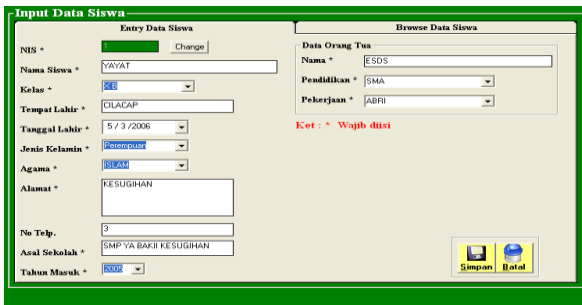 Input Data Siswa
Entry Data Siswa
Browse Data Siswa
NIS *
1
Change
Nama Siswa *
YAYAT
Kelas *
X B
Tempat Lahir *
CILACAP
Tanggal Lahir *
5 / 3 /2006
Jenis Kelamin *
Perempuan
Agama *
ISLAM
Alamat *
KESUGIHAN
No Telp.
3
Asal Sekolah *
SMP YA BAKII KESUGIHAN
Tahun Masuk *
2005
Data Orang Tua
Nama *
ESDS
Pendidikan *
SMA
Pekerjaan *
ABRI
Ket : * Wajib diisi
Simpan
Batal